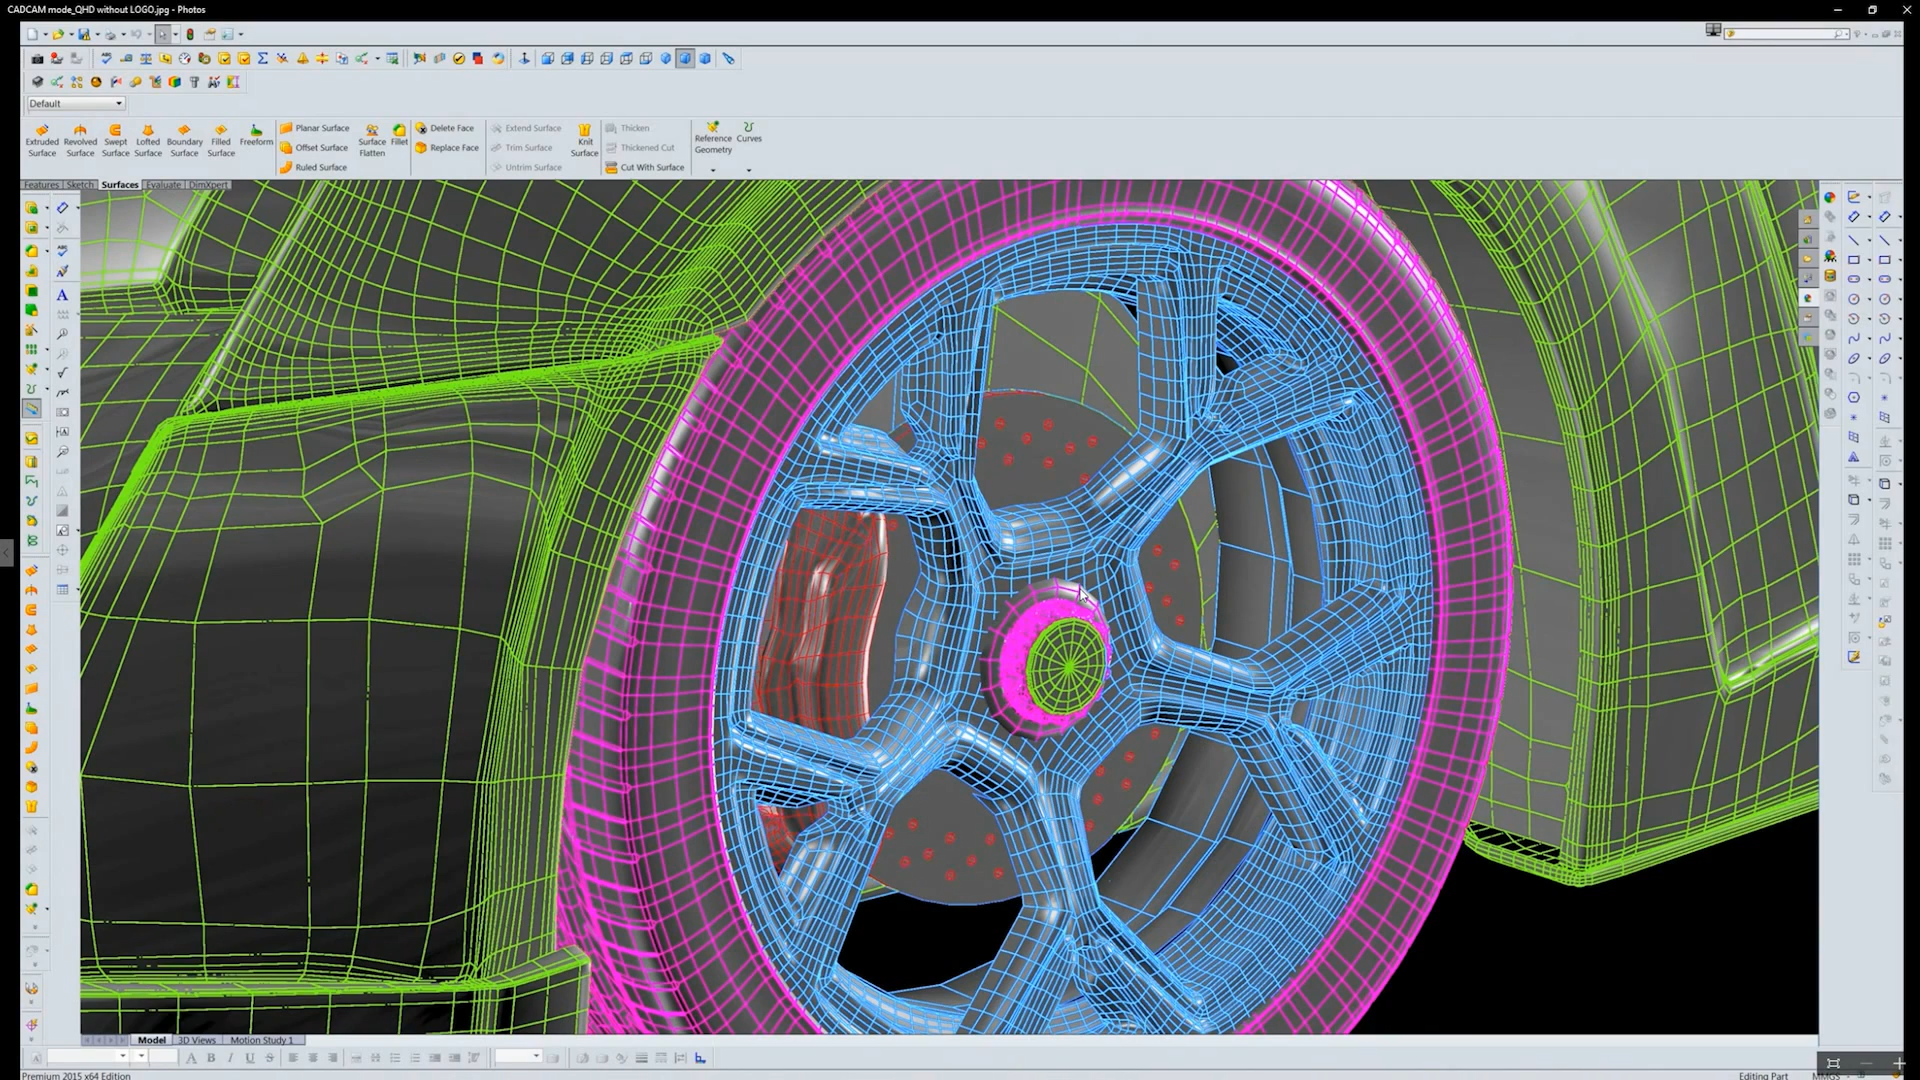 CADCAM mode_QHD without LOGO.jpg - Photos
Default
Extruded Surface
Revolved Surface
Swept Surface
Lofted Surface
Boundary Surface
Filled Surface
Freeform
Planar Surface
Offset Surface
Ruled Surface
Surface Flatten
Fillet
Delete Face
Replace Face
Extend Surface
Trim Surface
Untrim Surface
Knit Surface
Thicken
Thickened Cut
Cut With Surface
Reference Geometry
Curves
Features Sketch Surfaces Evaluate DimXpert
Model 3D Views Motion Study 1
Premium 2015 x64 Edition
Editing Part
MMGS